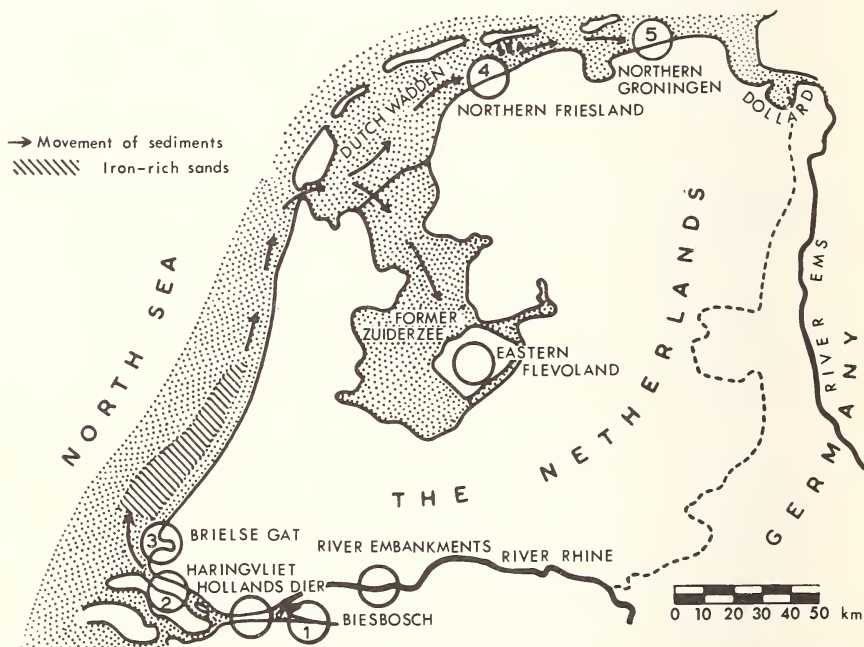 5
4
SEA
NORTHERN
GRONINGEN
NORTHERN FRIESLAND
DOLLARD
DUTCH WADDEN
Movement of sediments
Iron-rich sands
NORTH SEA
FORMER
ZUIDERZEE
EASTERN
FLEVOLAND
THE NETHERLANDS
RIVER EMS
GERMANY
3
BRIELSE GAT
HARINGVLIET
HOLLANDS DIER
2
RIVER EMBANKMENTS
RIVER RHINE
1
BIESBOSCH
0 10 20 30 40 50 km